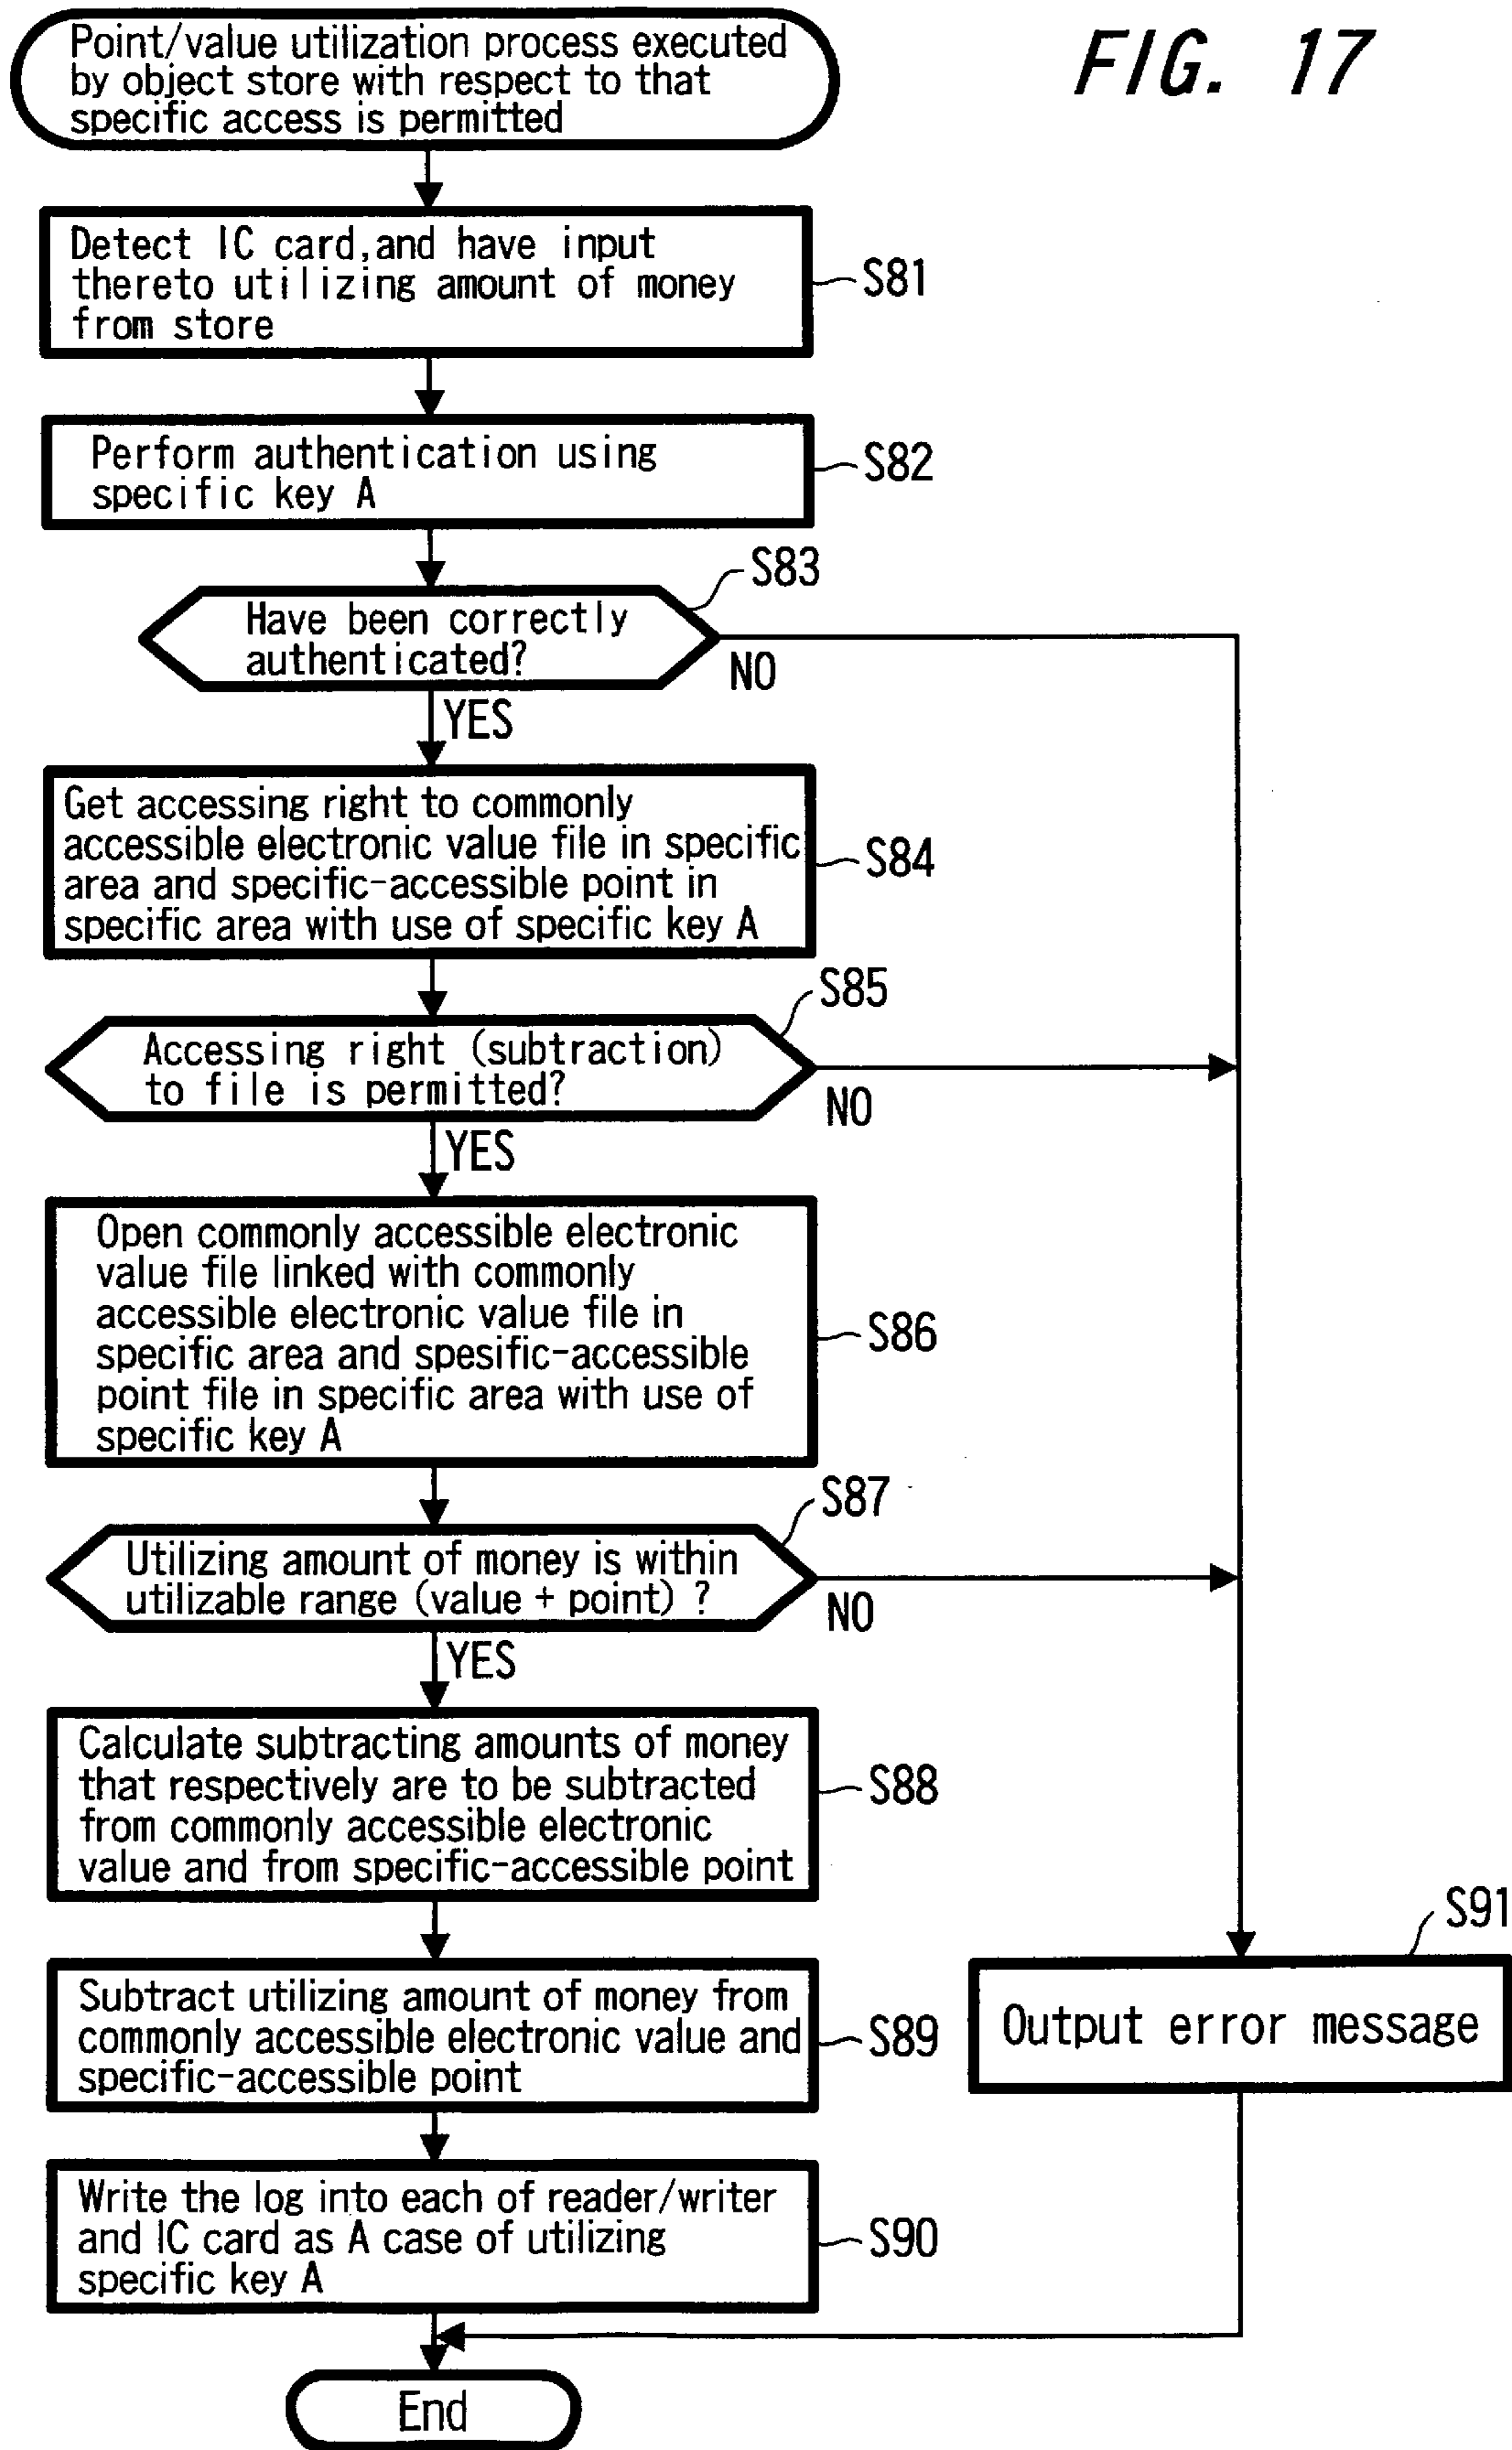 FIG. 17
Point/value utilization process executed
by object store with respect to that
specific access is permitted
Detect IC card,and have input
thereto utilizing amount of money
from store
S81
Perform authentication using
specific key A
S82
S83
Have been correctly
authenticated?
NO
YES
Get accessing right to commonly
accessible electronic value file in specific
area and specific-accessible point in
specific area with use of specific key A
S84
S85
Accessing right (subtraction)
to file is permitted?
NO
YES
Open commonly accessible electronic
value file linked with commonly
accessible electronic value file in
specific area and spesific-accessible
point file in specific area with use of
specific key A
S86
S87
Utilizing amount of money is within
utilizable range (value + point) ?
NO
YES
Calculate subtracting amounts of money
that respectively are to be subtracted
from commonly accessible electronic
value and from specific-accessible point
S88
Subtract utilizing amount of money from
commonly accessible electronic value and
specific-accessible point
S89
S91
Output error message
Write the log into each of reader/writer
and IC card as A case of utilizing
specific key A
S90
End